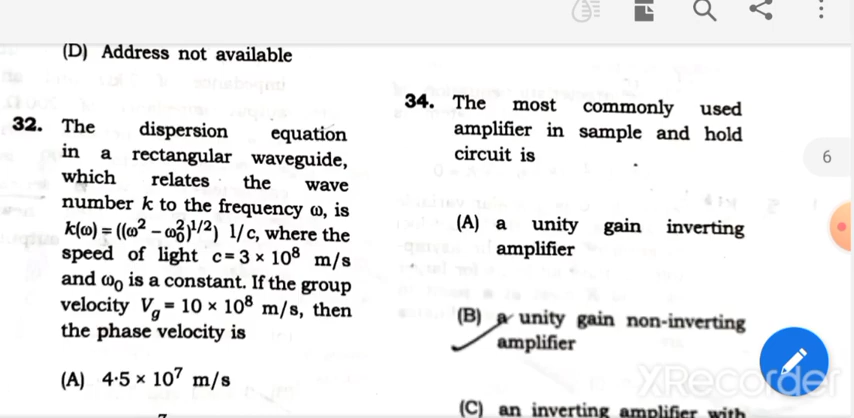 (D) Address not available
32. The dispersion equation
in a rectangular waveguide,
which relates the wave
number k to the frequency ω, is
k(ω) = ((ω² − ω₀²)^1/2) 1/c, where the
speed of light c = 3 × 10⁸ m/s
and ω₀ is a constant. If the group
velocity V_g = 10 × 10⁸ m/s, then
the phase velocity is
(A) 4·5 × 10⁷ m/s
34. The most commonly used
amplifier in sample and hold
circuit is
(A) a unity gain inverting
amplifier
(B) a unity gain non-inverting
amplifier
(C) an inverting amplifier with
6
XRecorder